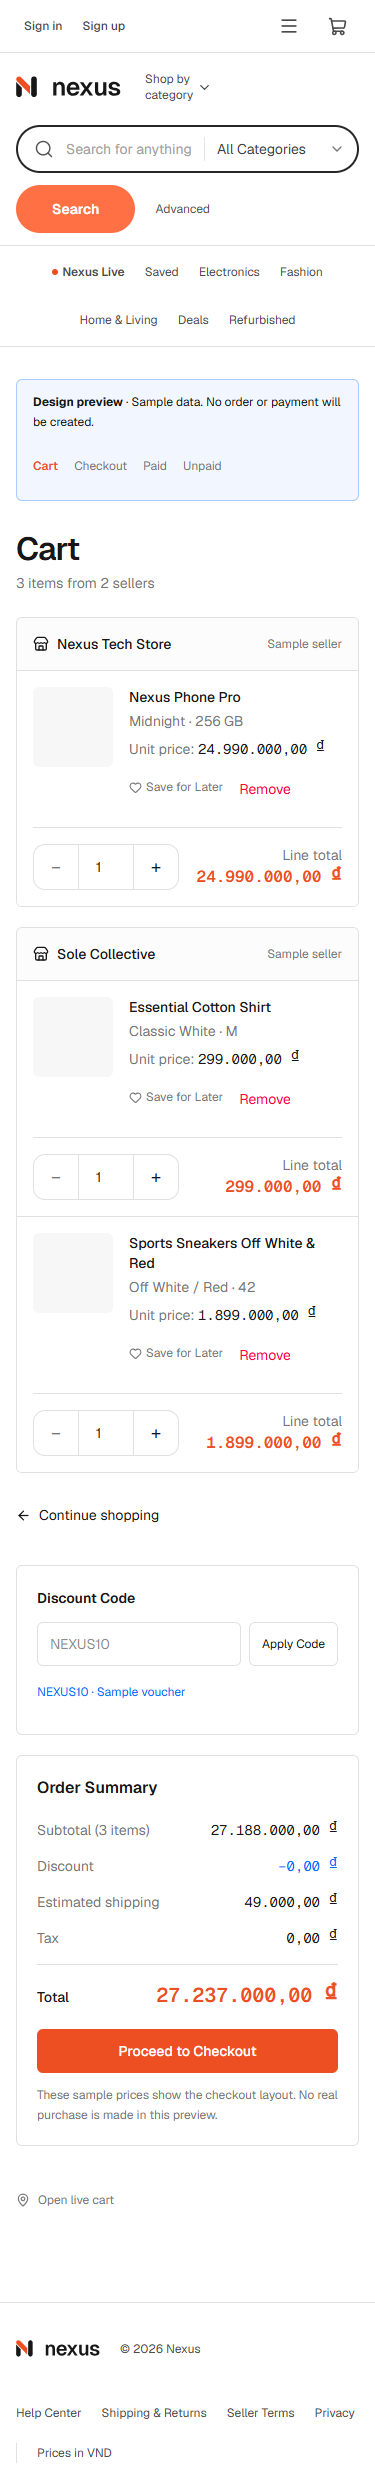 Sign in Sign up
nexus Shop by
category
Search for anything All Categories
Search Advanced
Nexus Live Saved Electronics Fashion
Home & Living Deals Refurbished
Design preview · Sample data. No order or payment will
be created.
Cart Checkout Paid Unpaid
Cart
3 items from 2 sellers
Nexus Tech Store Sample seller
Nexus Phone Pro
Midnight · 256 GB
Unit price: 24.990.000,00 ₫
Save for Later Remove
Line total
− 1 +
24.990.000,00 ₫
Sole Collective Sample seller
Essential Cotton Shirt
Classic White · M
Unit price: 299.000,00 ₫
Save for Later Remove
Line total
− 1 +
299.000,00 ₫
Sports Sneakers Off White &
Red
Off White / Red · 42
Unit price: 1.899.000,00 ₫
Save for Later Remove
Line total
− 1 +
1.899.000,00 ₫
← Continue shopping
Discount Code
NEXUS10 Apply Code
NEXUS10 · Sample voucher
Order Summary
Subtotal (3 items) 27.188.000,00 ₫
Discount −0,00 ₫
Estimated shipping 49.000,00 ₫
Tax 0,00 ₫
Total 27.237.000,00 ₫
Proceed to Checkout
These sample prices show the checkout layout. No real
purchase is made in this preview.
Open live cart
nexus © 2026 Nexus
Help Center Shipping & Returns Seller Terms Privacy
Prices in VND